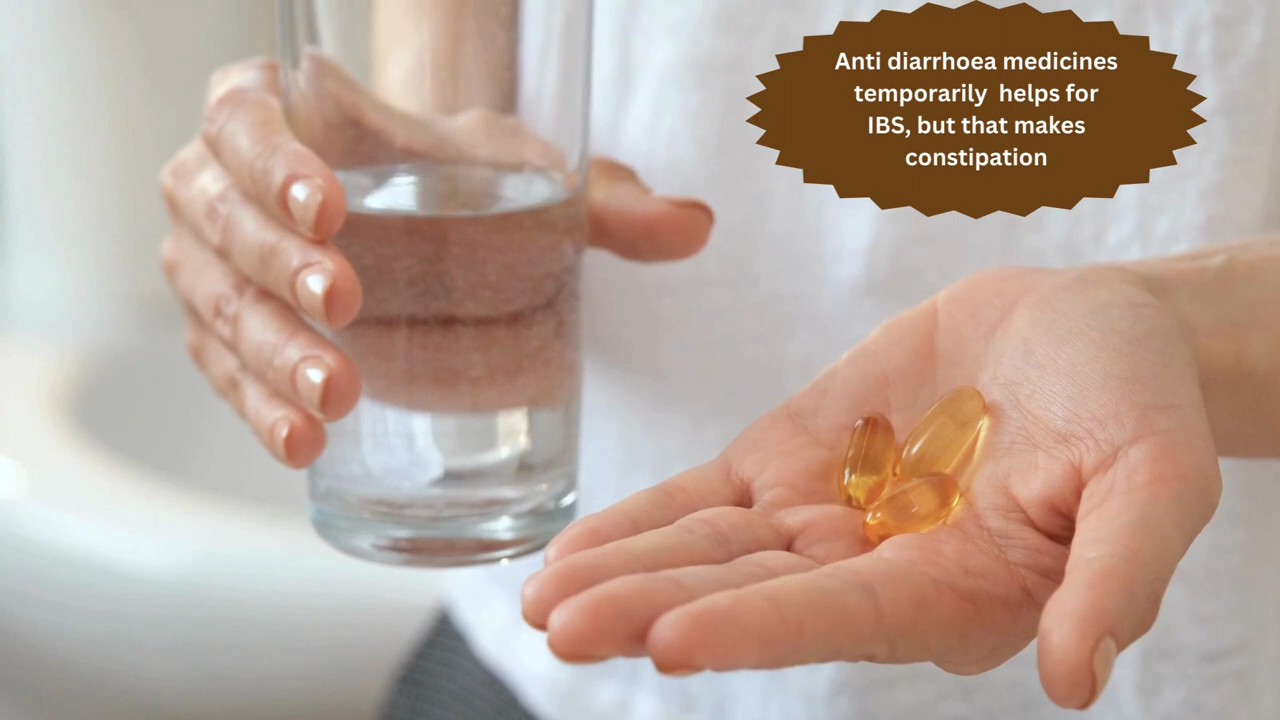 Anti diarrhoea medicines
temporarily  helps for
IBS, but that makes
constipation